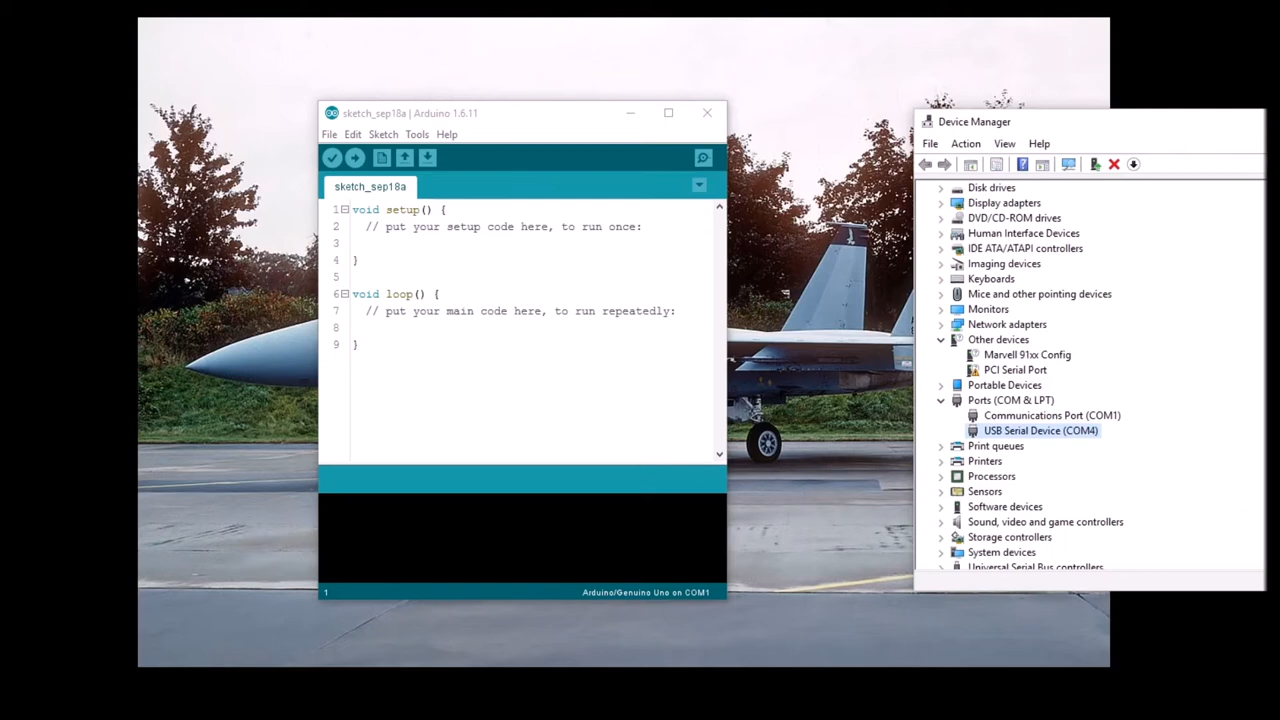 sketch_sep18a | Arduino 1.6.11
File Edit Sketch Tools Help
sketch_sep18a
1 void setup() {
2 // put your setup code here, to run once:
3
4 }
5
6 void loop() {
7 // put your main code here, to run repeatedly:
8
9 }
1
Arduino/Genuino Uno on COM1
Device Manager
File Action View Help
Disk drives
Display adapters
DVD/CD-ROM drives
Human Interface Devices
IDE ATA/ATAPI controllers
Imaging devices
Keyboards
Mice and other pointing devices
Monitors
Network adapters
Other devices
Marvell 91xx Config
PCI Serial Port
Portable Devices
Ports (COM & LPT)
Communications Port (COM1)
USB Serial Device (COM4)
Print queues
Printers
Processors
Sensors
Software devices
Sound, video and game controllers
Storage controllers
System devices
Universal Serial Bus controllers